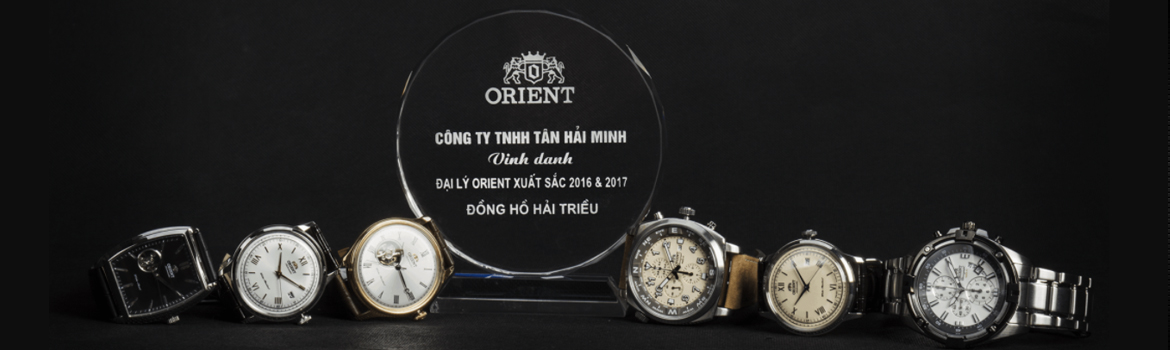 ORIENT
CÔNG TY TNHH TÂN HẢI MINH
Vinh danh
ĐẠI LÝ ORIENT XUẤT SẮC 2016 & 2017
ĐỒNG HỒ HẢI TRIỀU